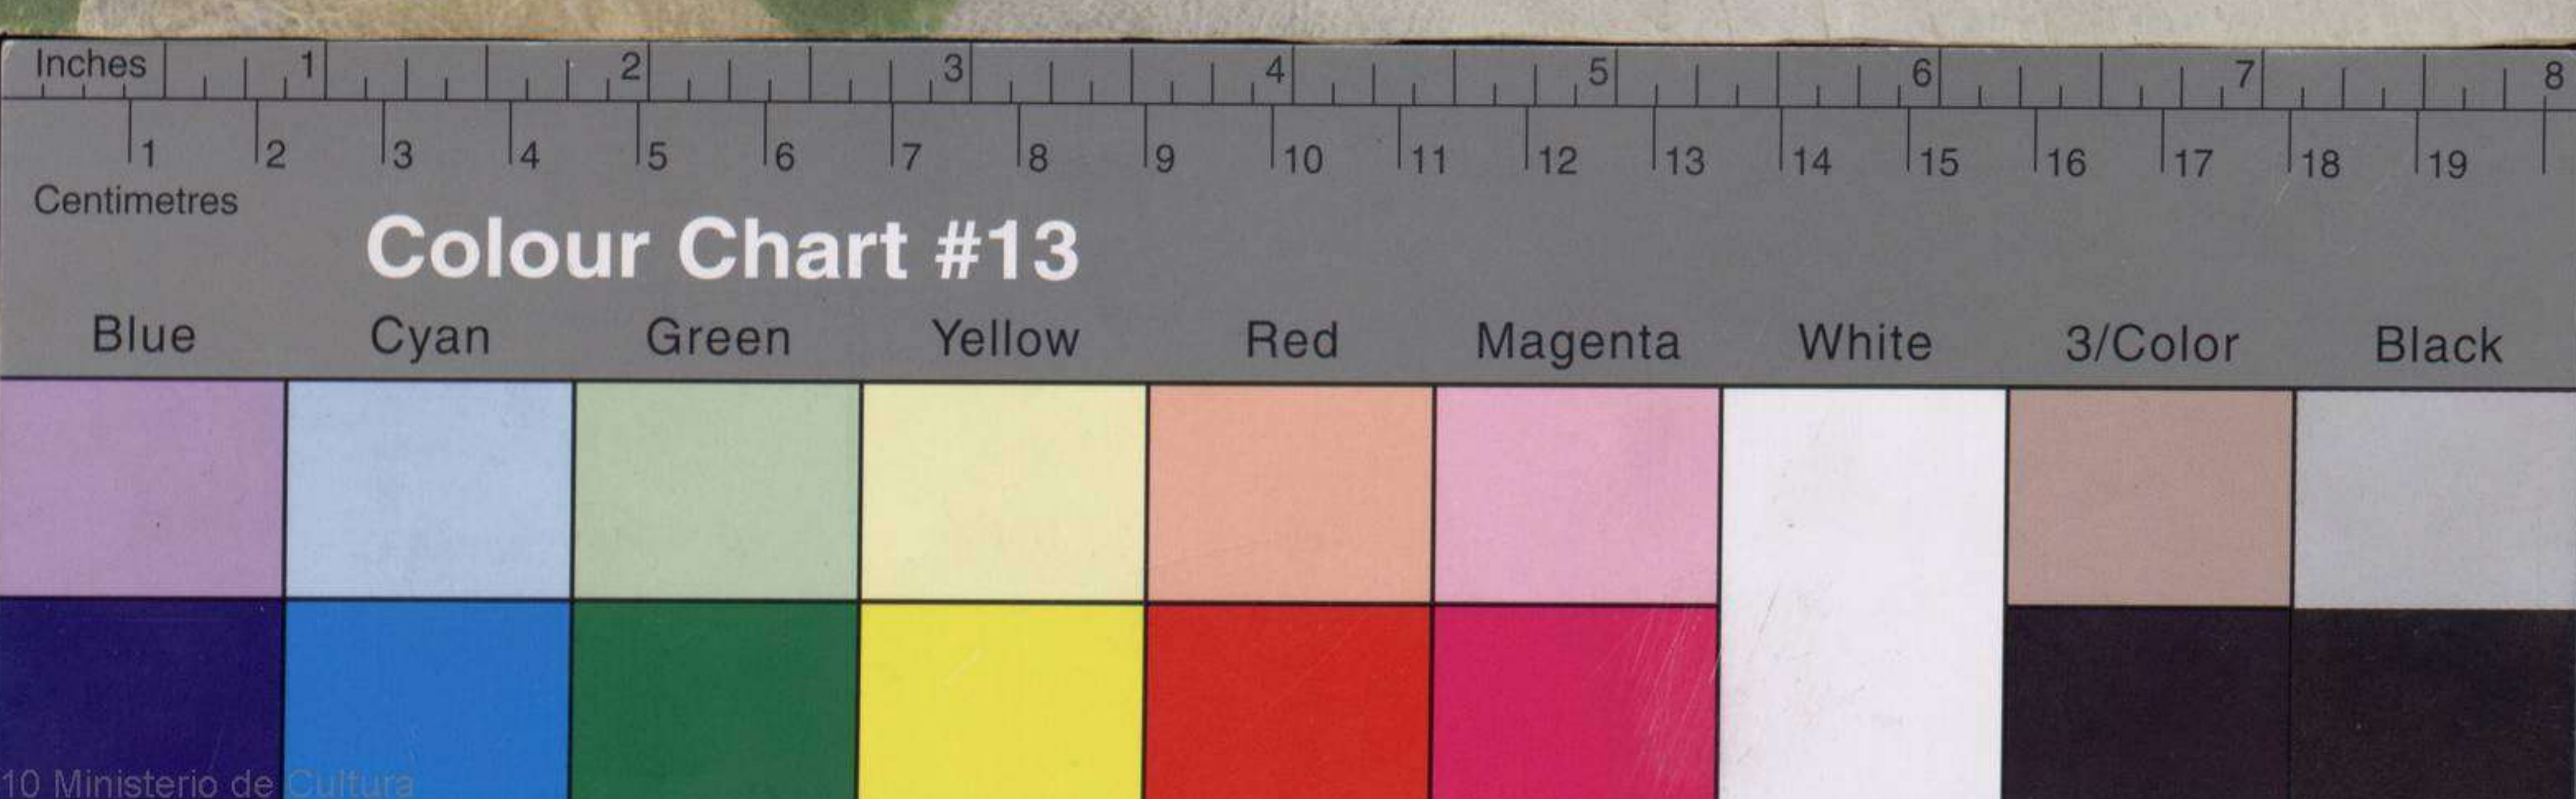 Inches 1 2 3 4 5 6 7 8
1 2 3 4 5 6 7 8 9 10 11 12 13 14 15 16 17 18 19
Centimetres
Colour Chart #13
Blue Cyan Green Yellow Red Magenta White 3/Color Black
10 Ministerio de Cultura